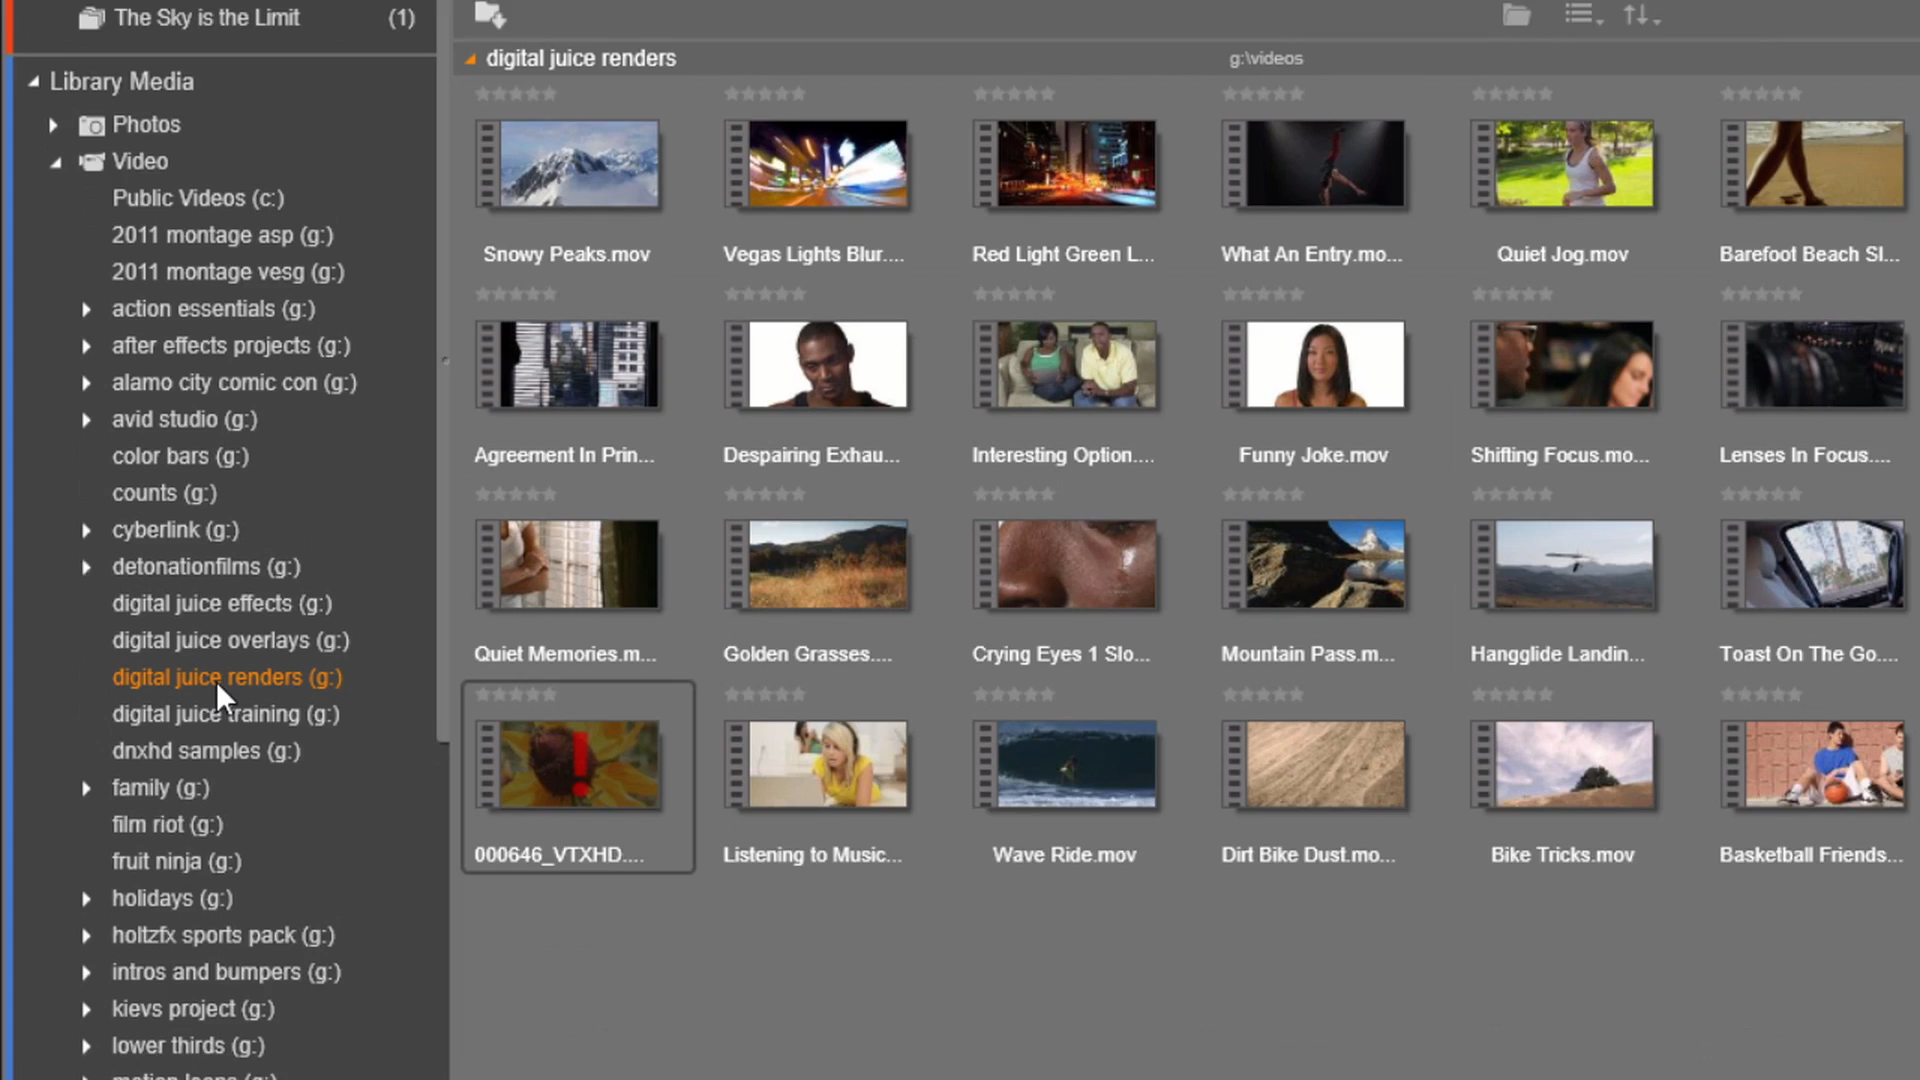 The Sky is the Limit (1)
Library Media
Photos
Video
Public Videos (c:)
2011 montage asp (g:)
2011 montage vesg (g:)
action essentials (g:)
after effects projects (g:)
alamo city comic con (g:)
avid studio (g:)
color bars (g:)
counts (g:)
cyberlink (g:)
detonationfilms (g:)
digital juice effects (g:)
digital juice overlays (g:)
digital juice renders (g:)
digital juice training (g:)
dnxhd samples (g:)
family (g:)
film riot (g:)
fruit ninja (g:)
holidays (g:)
holtzfx sports pack (g:)
intros and bumpers (g:)
kievs project (g:)
lower thirds (g:)
digital juice renders g:\videos
Snowy Peaks.mov Vegas Lights Blur.... Red Light Green L... What An Entry.mo... Quiet Jog.mov Barefoot Beach Sl...
Agreement In Prin... Despairing Exhau... Interesting Option.... Funny Joke.mov Shifting Focus.mo... Lenses In Focus....
Quiet Memories.m... Golden Grasses.... Crying Eyes 1 Slo... Mountain Pass.m... Hangglide Landin... Toast On The Go....
000646_VTXHD.... Listening to Music... Wave Ride.mov Dirt Bike Dust.mo... Bike Tricks.mov Basketball Friends...